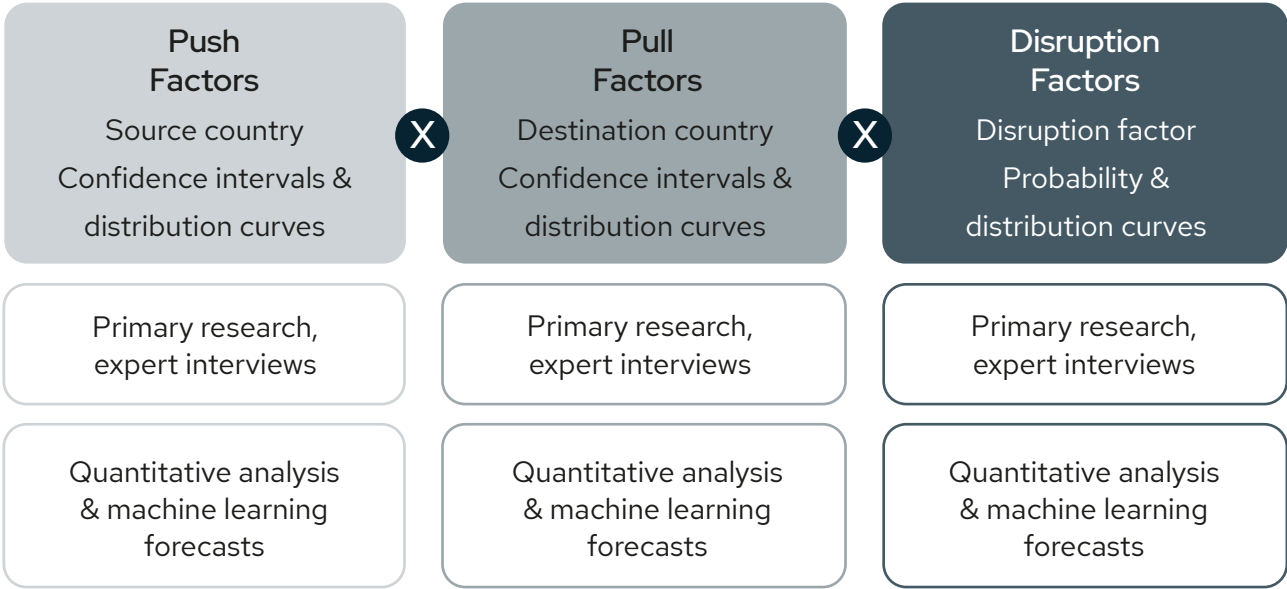 Push
Factors
Source country
Confidence intervals &
distribution curves
X
Pull
Factors
Destination country
Confidence intervals &
distribution curves
X
Disruption
Factors
Disruption factor
Probability &
distribution curves
Primary research,
expert interviews
Primary research,
expert interviews
Primary research,
expert interviews
Quantitative analysis
& machine learning
forecasts
Quantitative analysis
& machine learning
forecasts
Quantitative analysis
& machine learning
forecasts